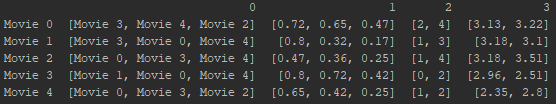 0 1 2 3
Movie 0 [Movie 3, Movie 4, Movie 2] [0.72, 0.65, 0.47] [2, 4] [3.13, 3.22]
Movie 1 [Movie 3, Movie 0, Movie 4] [0.8, 0.32, 0.17] [1, 3] [3.18, 3.1]
Movie 2 [Movie 0, Movie 3, Movie 4] [0.47, 0.36, 0.25] [1, 4] [3.18, 3.51]
Movie 3 [Movie 1, Movie 0, Movie 4] [0.8, 0.72, 0.42] [0, 2] [2.96, 2.51]
Movie 4 [Movie 0, Movie 3, Movie 2] [0.65, 0.42, 0.25] [1, 2] [2.35, 2.8]